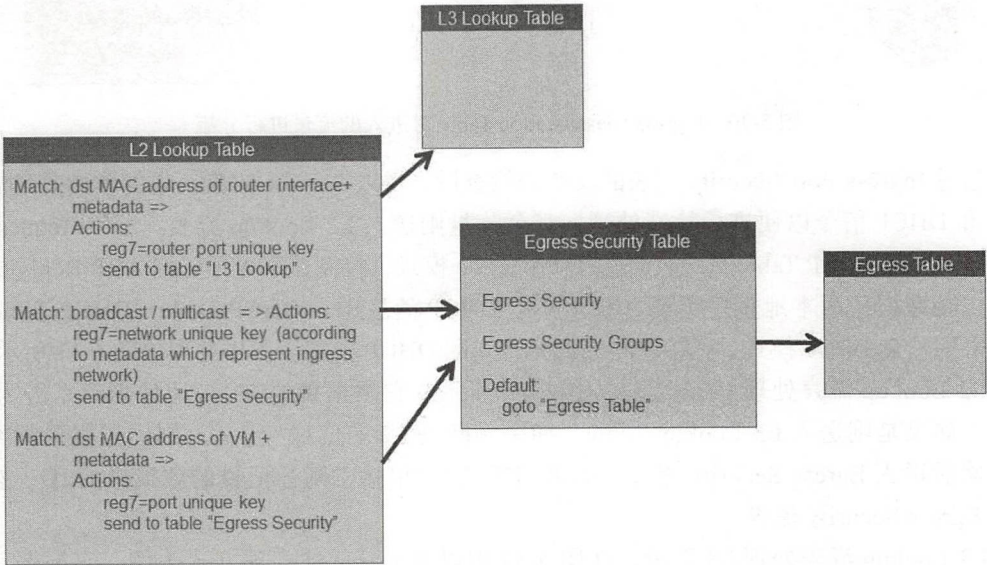 L3 Lookup Table
L2 Lookup Table
Match: dst MAC address of router interface+
metadata =>
Actions:
reg7=router port unique key
send to table "L3 Lookup"
Match: broadcast / multicast = > Actions:
reg7=network unique key (according
to metadata which represent ingress
network)
send to table "Egress Security"
Match: dst MAC address of VM +
metatdata =>
Actions:
reg7=port unique key
send to table "Egress Security"
Egress Security Table
Egress Security
Egress Security Groups
Default:
goto "Egress Table"
Egress Table